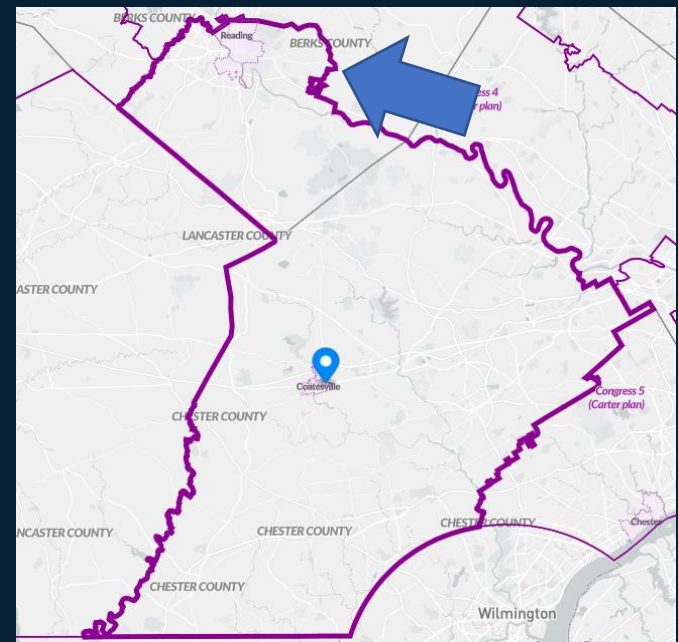 BERKS COUNTY
Reading
BERKS COUNTY
ss 4
r plan)
LANCASTER COUNTY
ASTER COUNTY
Coatesville
Congress 5
(Carter plan)
CHESTER COUNTY
NCASTER COUNTY
CHESTER COUNTY
CHESTER COUNTY
Chester
CHESTER COUNTY
Wilmington